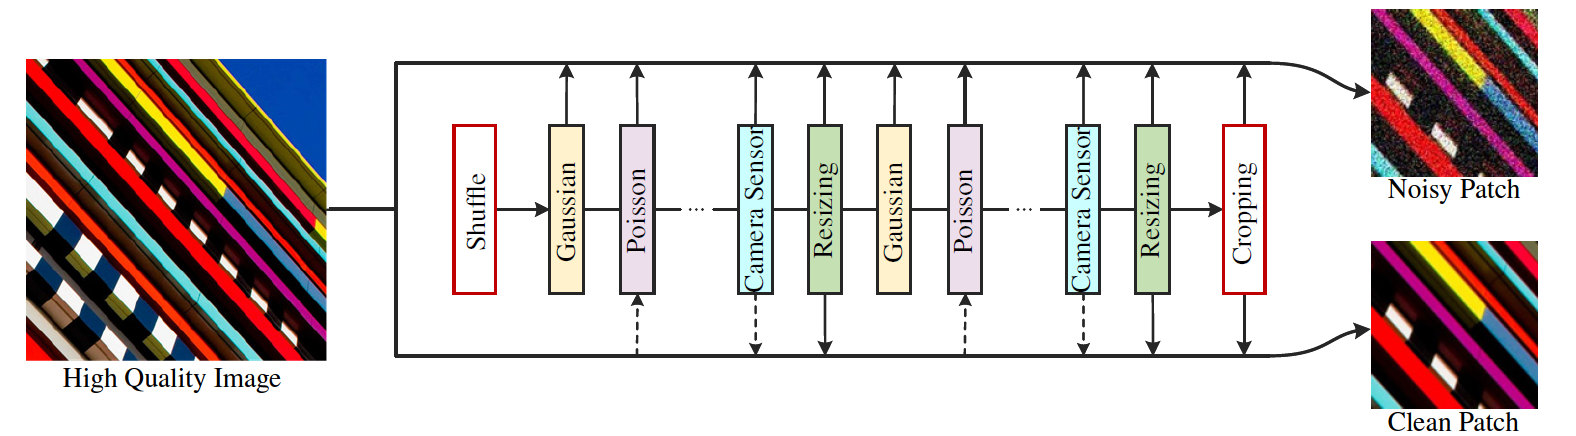 High Quality Image
Shuffle
Gaussian
Poisson
...
Camera Sensor
Resizing
Gaussian
Poisson
...
Camera Sensor
Resizing
Cropping
Noisy Patch
Clean Patch